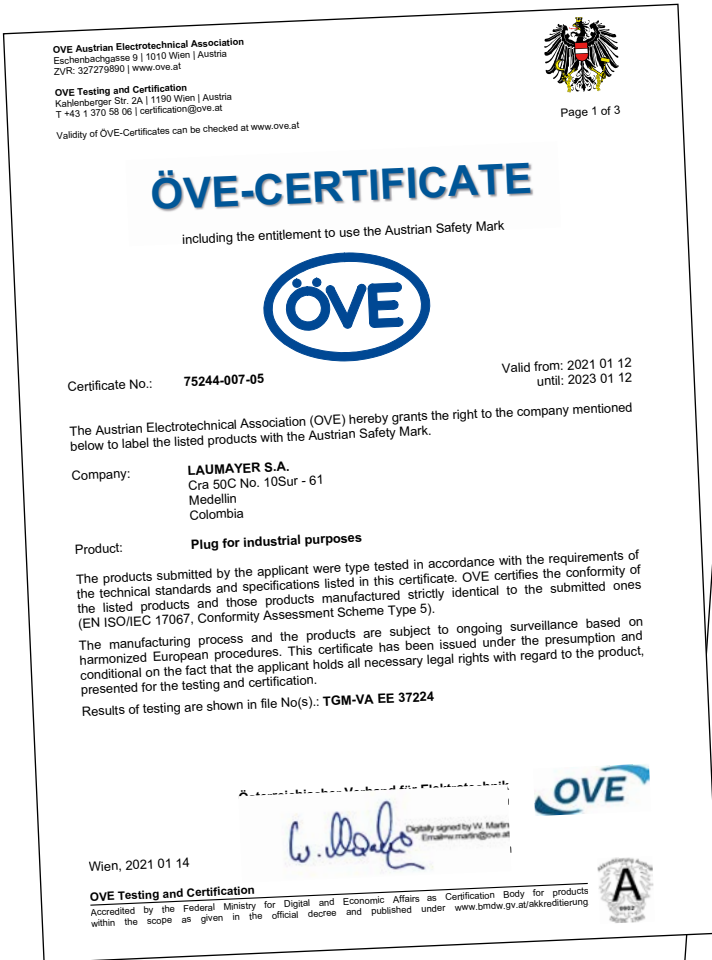 OVE Austrian Electrotechnical Association
Eschenbachgasse 9 | 1010 Wien | Austria
ZVR: 327279890 | www.ove.at
OVE Testing and Certification
Kahlenberger Str. 2A | 1190 Wien | Austria
T +43 1 370 58 06 | certification@ove.at
Validity of ÖVE-Certificates can be checked at www.ove.at
Page 1 of 3
ÖVE-CERTIFICATE
including the entitlement to use the Austrian Safety Mark
ÖVE
Certificate No.: 75244-007-05
Valid from: 2021 01 12
until: 2023 01 12
The Austrian Electrotechnical Association (OVE) hereby grants the right to the company mentioned
below to label the listed products with the Austrian Safety Mark.
Company: LAUMAYER S.A.
Cra 50C No. 10Sur - 61
Medellin
Colombia
Product: Plug for industrial purposes
The products submitted by the applicant were type tested in accordance with the requirements of
the technical standards and specifications listed in this certificate. OVE certifies the conformity of
the listed products and those products manufactured strictly identical to the submitted ones
(EN ISO/IEC 17067, Conformity Assessment Scheme Type 5).
The manufacturing process and the products are subject to ongoing surveillance based on
harmonized European procedures. This certificate has been issued under the presumption and
conditional on the fact that the applicant holds all necessary legal rights with regard to the product,
presented for the testing and certification.
Results of testing are shown in file No(s).: TGM-VA EE 37224
Österreichischer Verband für Elektrotechnik
OVE
W. Martin
Digitally signed by W. Martin
Email=w.martin@ove.at
Wien, 2021 01 14
OVE Testing and Certification
Accredited by the Federal Ministry for Digital and Economic Affairs as Certification Body for products
within the scope as given in the official decree and published under www.bmdw.gv.at/akkreditierung
Akkreditierung Austria
A
0902